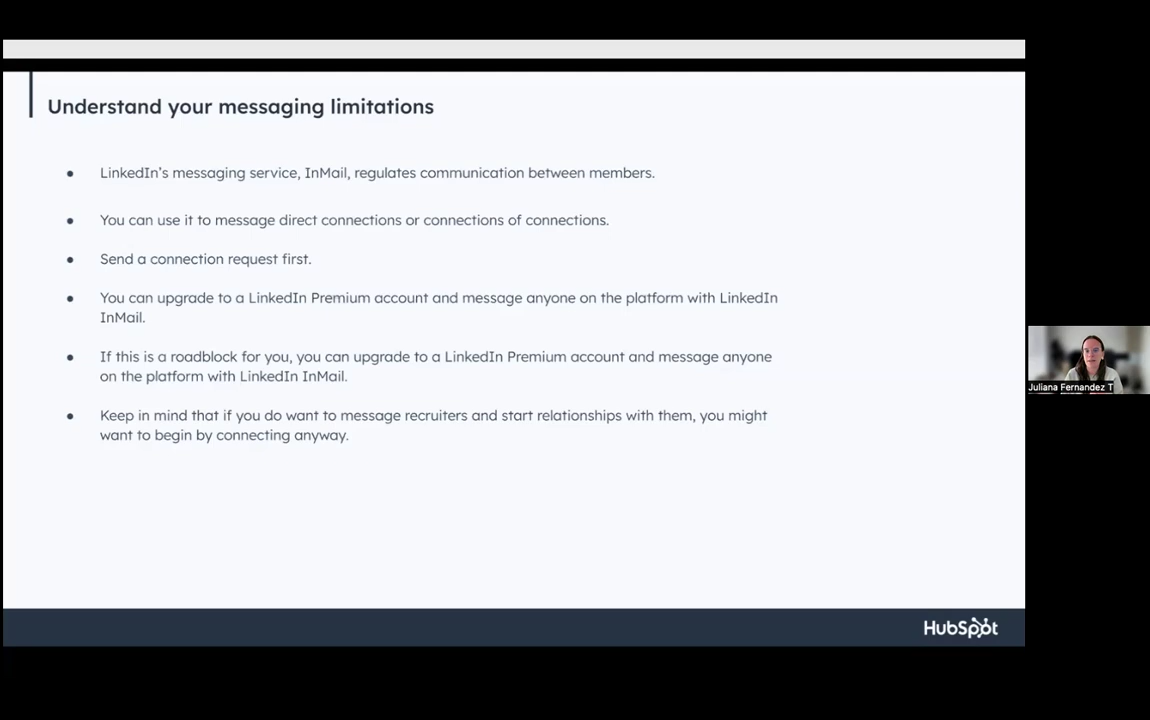 Understand your messaging limitations
● LinkedIn's messaging service, InMail, regulates communication between members.
● You can use it to message direct connections or connections of connections.
● Send a connection request first.
● You can upgrade to a LinkedIn Premium account and message anyone on the platform with LinkedIn
InMail.
● If this is a roadblock for you, you can upgrade to a LinkedIn Premium account and message anyone
on the platform with LinkedIn InMail.
● Keep in mind that if you do want to message recruiters and start relationships with them, you might
want to begin by connecting anyway.
Juliana Fernandez T
HubSpot